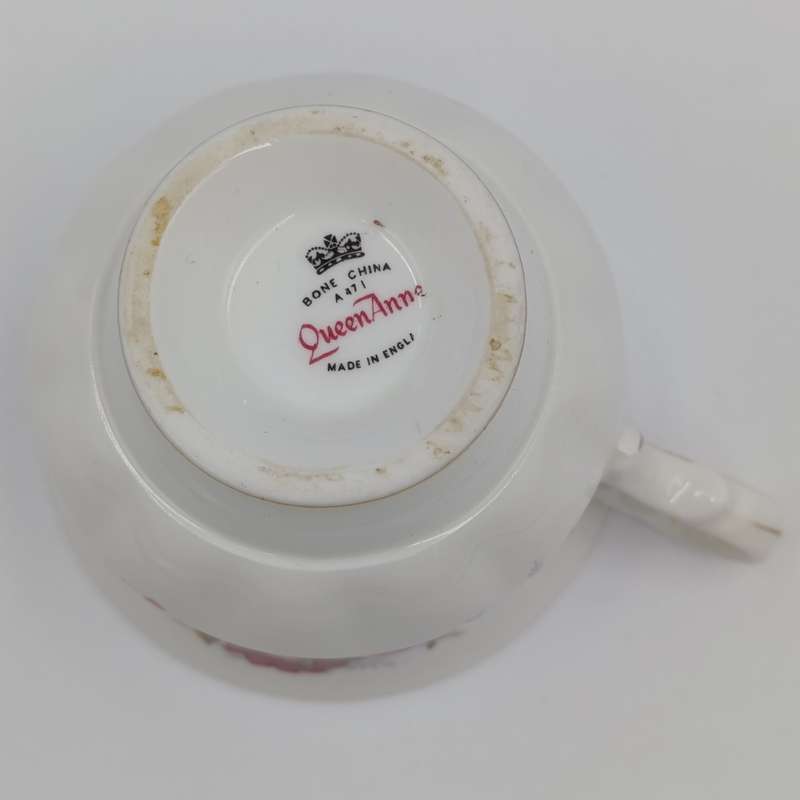 BONE CHINA
A 471
Queen Anne
MADE IN ENGL